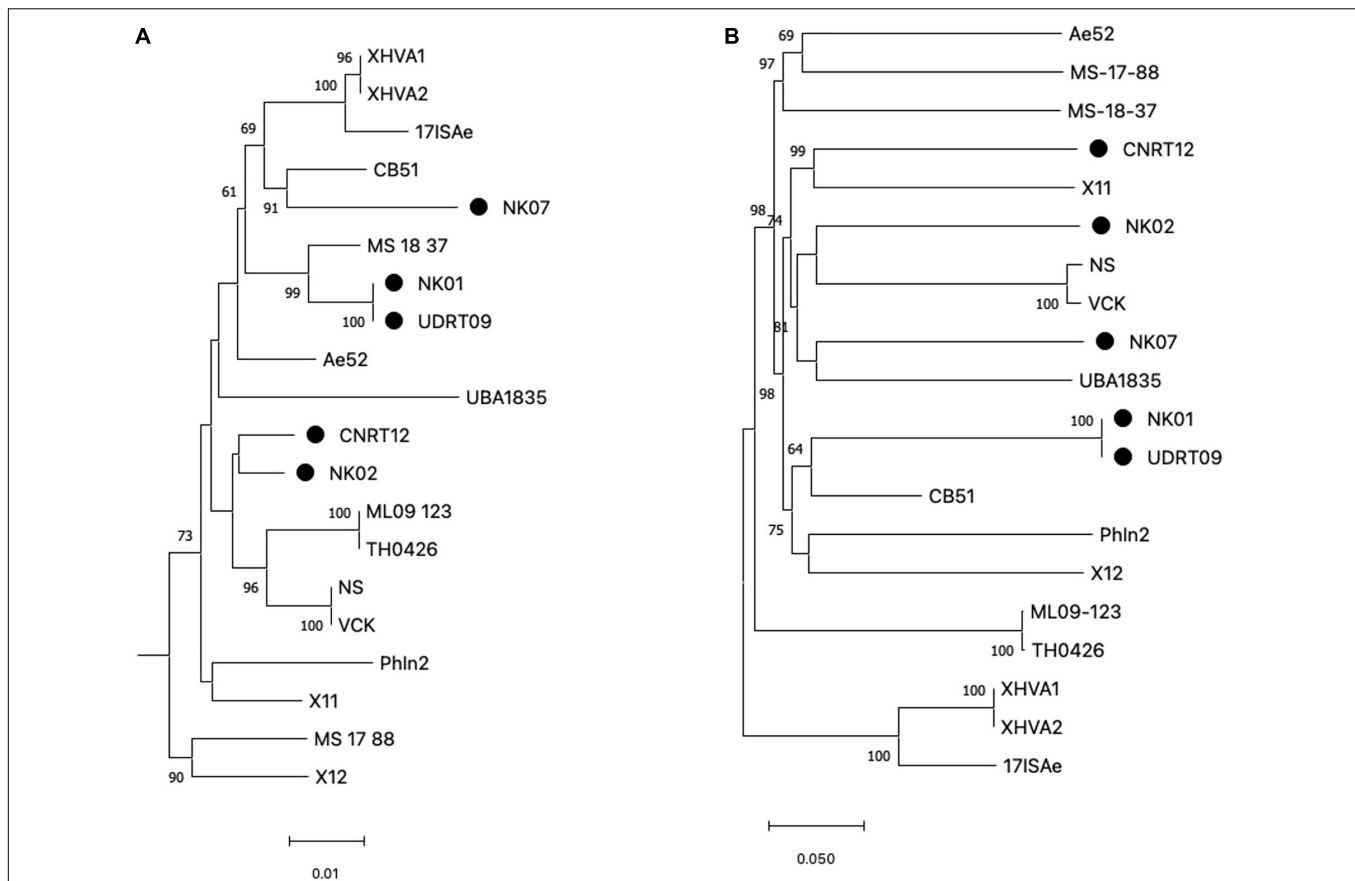 A
96
XHVA1
100
XHVA2
17ISAe
69
CB51
61
91
NK07
MS 18 37
NK01
99
100
UDRT09
Ae52
UBA1835
CNRT12
NK02
100
ML09 123
TH0426
73
96
NS
100
VCK
PhIn2
X11
MS 17 88
90
X12
0.01
B
69
Ae52
97
MS-17-88
MS-18-37
99
CNRT12
X11
98
74
NK02
NS
100
VCK
81
NK07
98
UBA1835
100
NK01
64
UDRT09
CB51
75
PhIn2
X12
ML09-123
100
TH0426
100
XHVA1
XHVA2
100
17ISAe
0.050